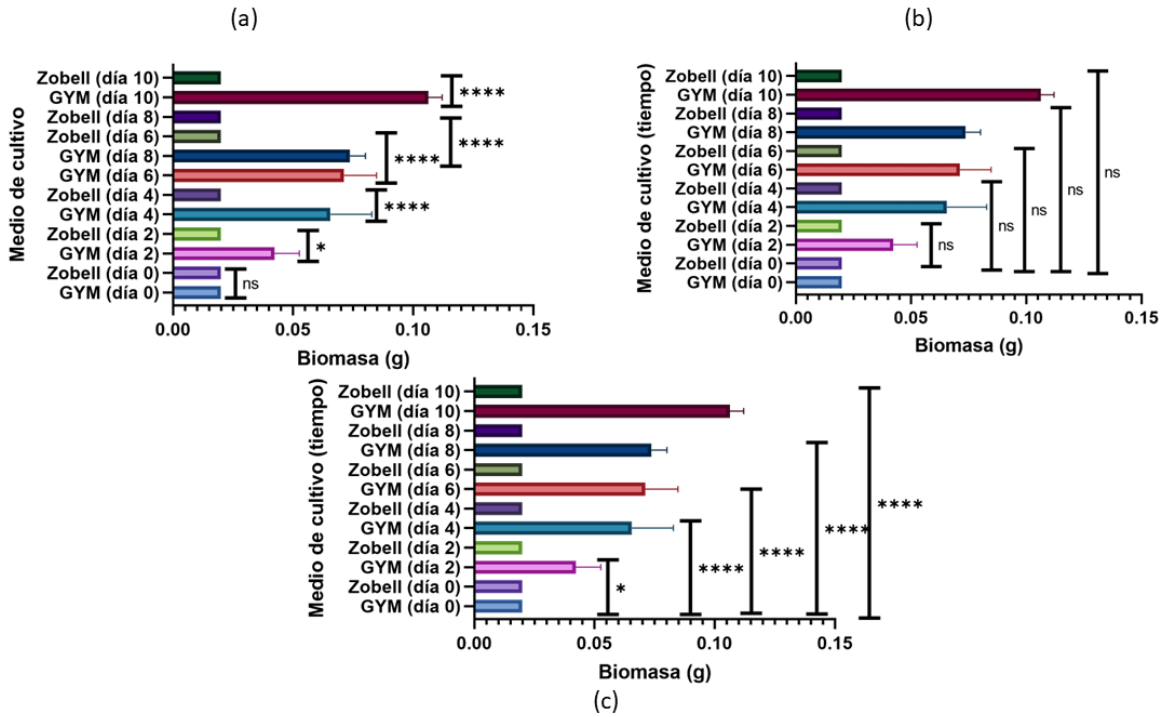 (a)
Medio de cultivo
Zobell (día 10)
GYM (día 10)
Zobell (día 8)
Zobell (día 6)
GYM (día 8)
GYM (día 6)
Zobell (día 4)
GYM (día 4)
Zobell (día 2)
GYM (día 2)
Zobell (día 0)
GYM (día 0)
****
****
****
****
*
ns
0.00 0.05 0.10 0.15
Biomasa (g)
(b)
Medio de cultivo (tiempo)
Zobell (día 10)
GYM (día 10)
Zobell (día 8)
GYM (día 8)
Zobell (día 6)
GYM (día 6)
Zobell (día 4)
GYM (día 4)
Zobell (día 2)
GYM (día 2)
Zobell (día 0)
GYM (día 0)
ns
ns
ns
ns
ns
0.00 0.05 0.10 0.15
Biomasa (g)
Medio de cultivo (tiempo)
Zobell (día 10)
GYM (día 10)
Zobell (día 8)
GYM (día 8)
Zobell (día 6)
GYM (día 6)
Zobell (día 4)
GYM (día 4)
Zobell (día 2)
GYM (día 2)
Zobell (día 0)
GYM (día 0)
*
****
****
****
****
0.00 0.05 0.10 0.15
Biomasa (g)
(c)